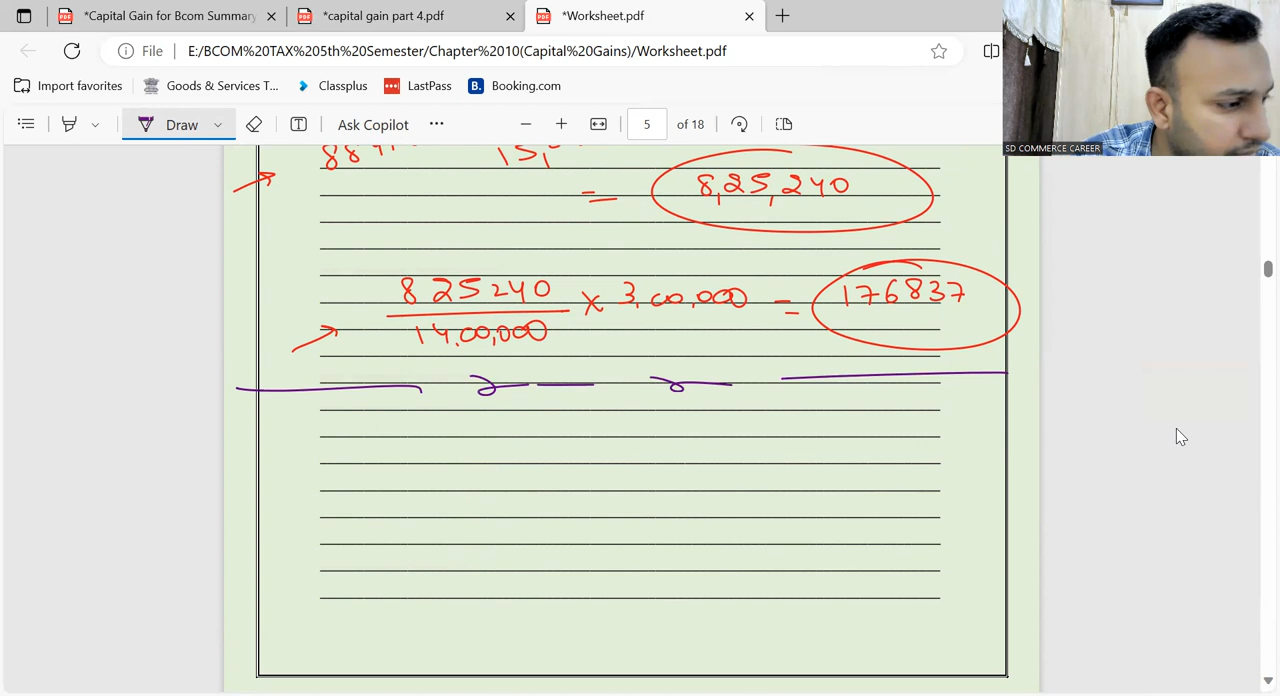 *Capital Gain for Bcom Summary
*capital gain part 4.pdf
*Worksheet.pdf
File E:/BCOM%20TAX%205th%20Semester/Chapter%2010(Capital%20Gains)/Worksheet.pdf
Import favorites Goods & Services T... Classplus LastPass Booking.com
Draw Ask Copilot 5 of 18
SD COMMERCE CAREER
= 8,25,240
825240 × 3,00,000 = 176837
14,00,000